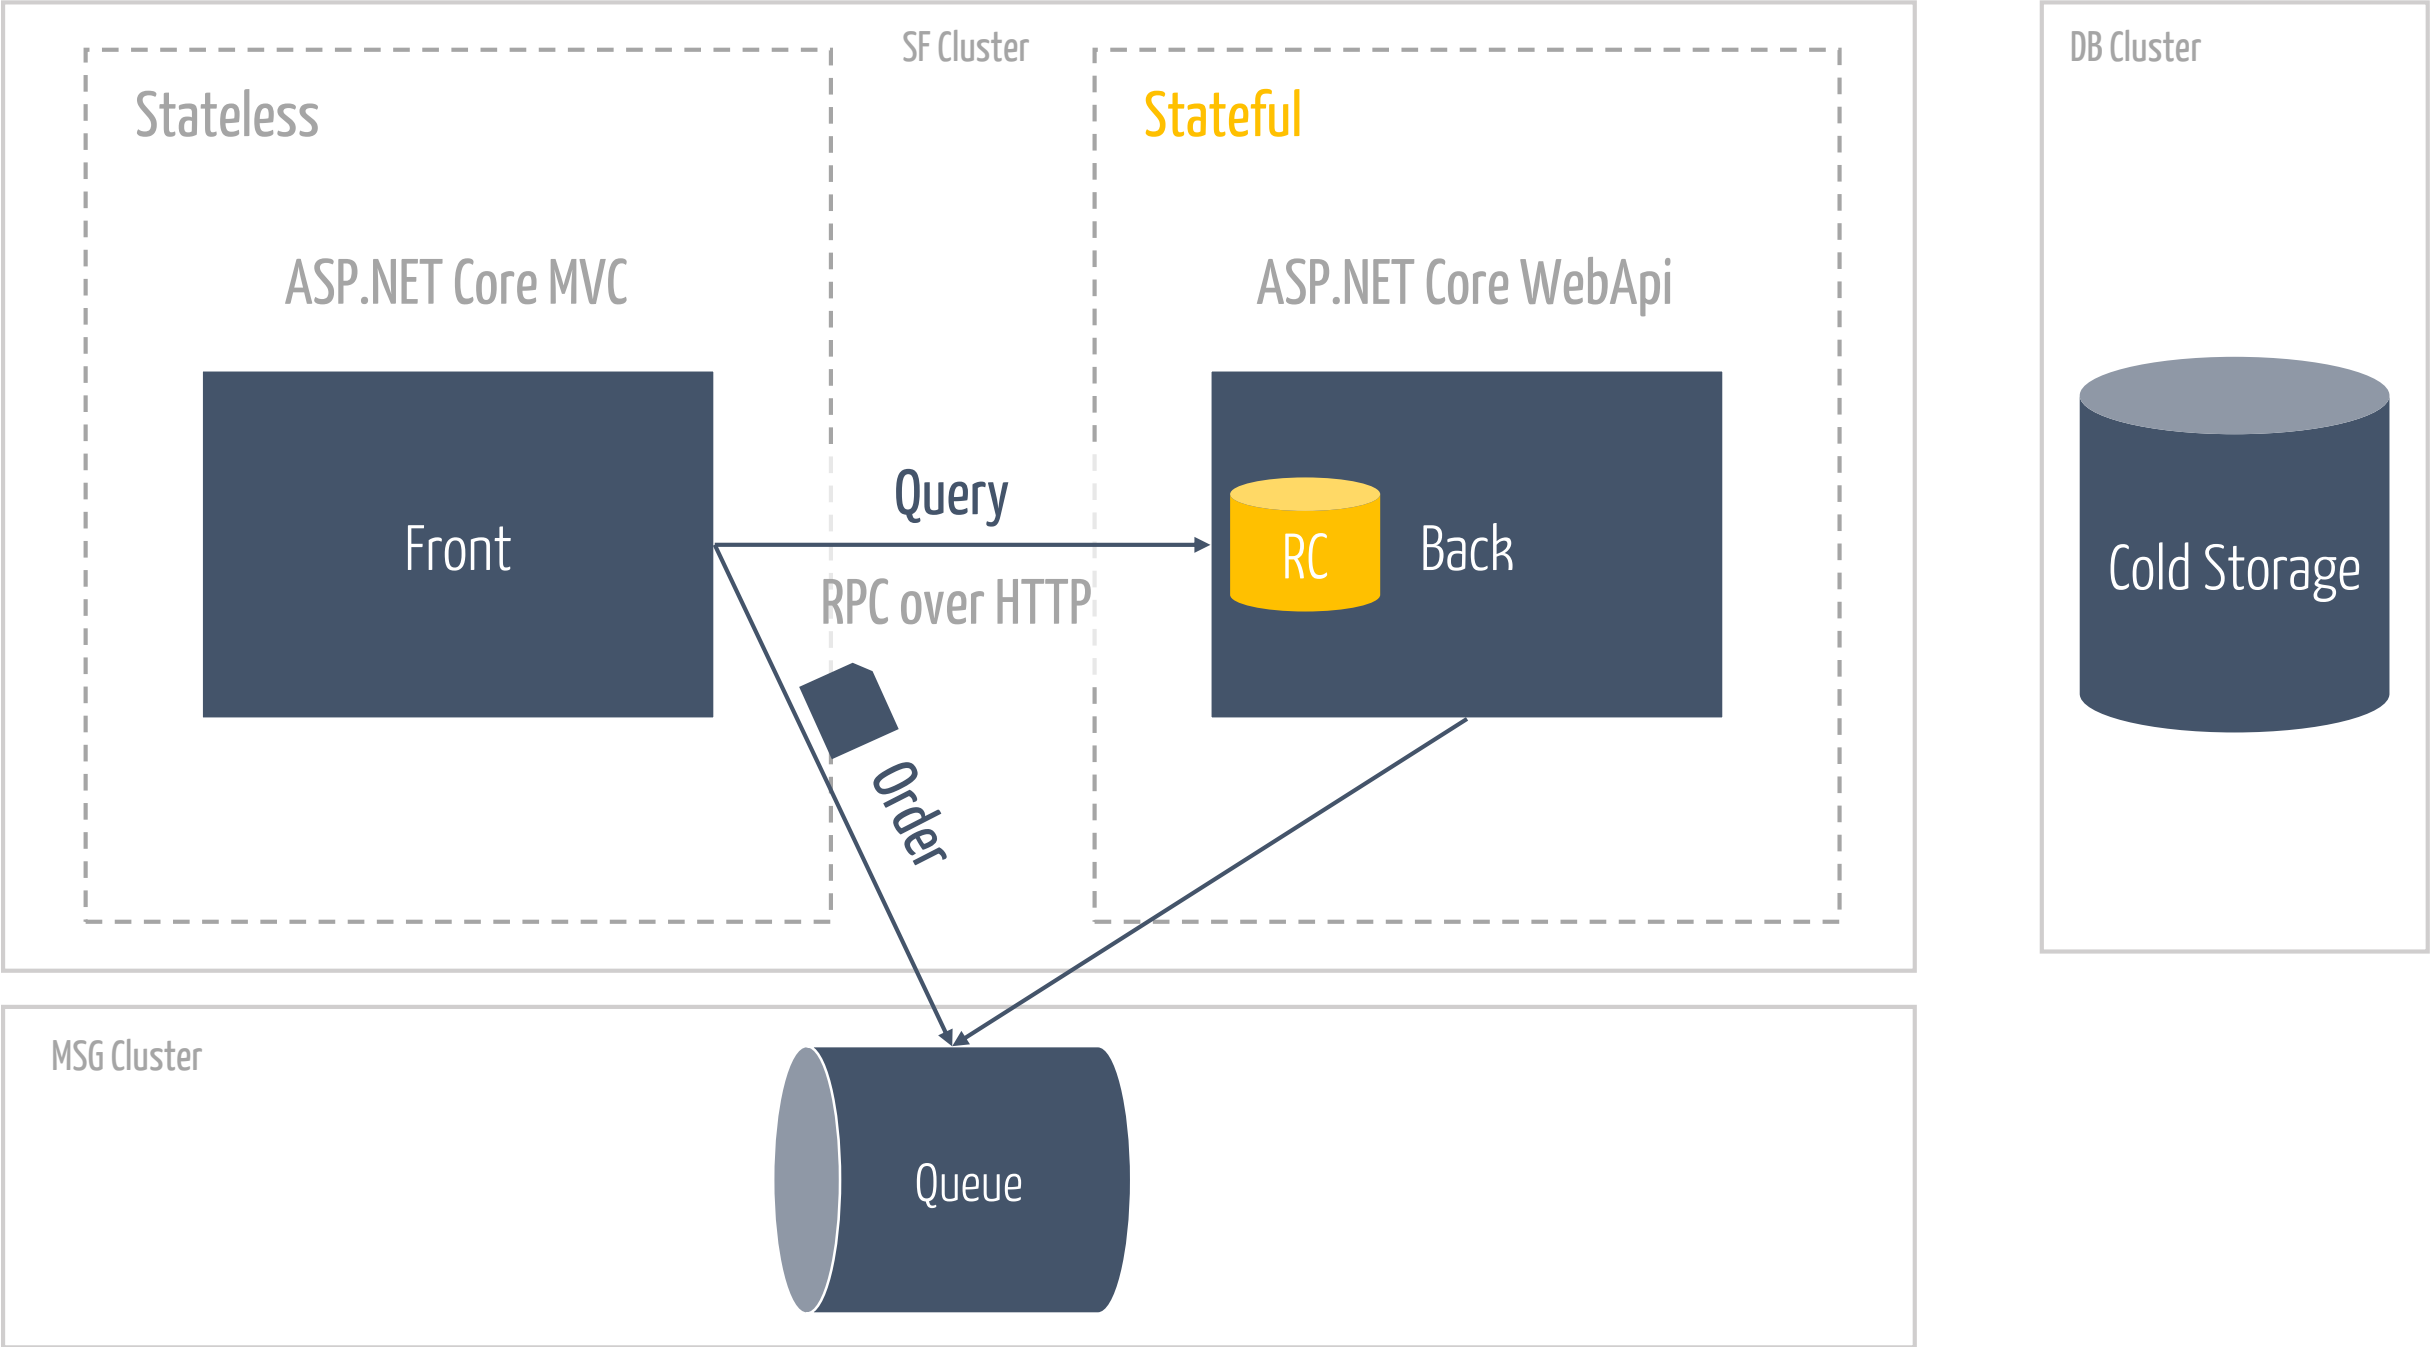 SF Cluster
DB Cluster
Stateless
Stateful
ASP.NET Core MVC
ASP.NET Core WebApi
Query
Front
RC
Back
Cold Storage
RPC over HTTP
Order
MSG Cluster
Queue